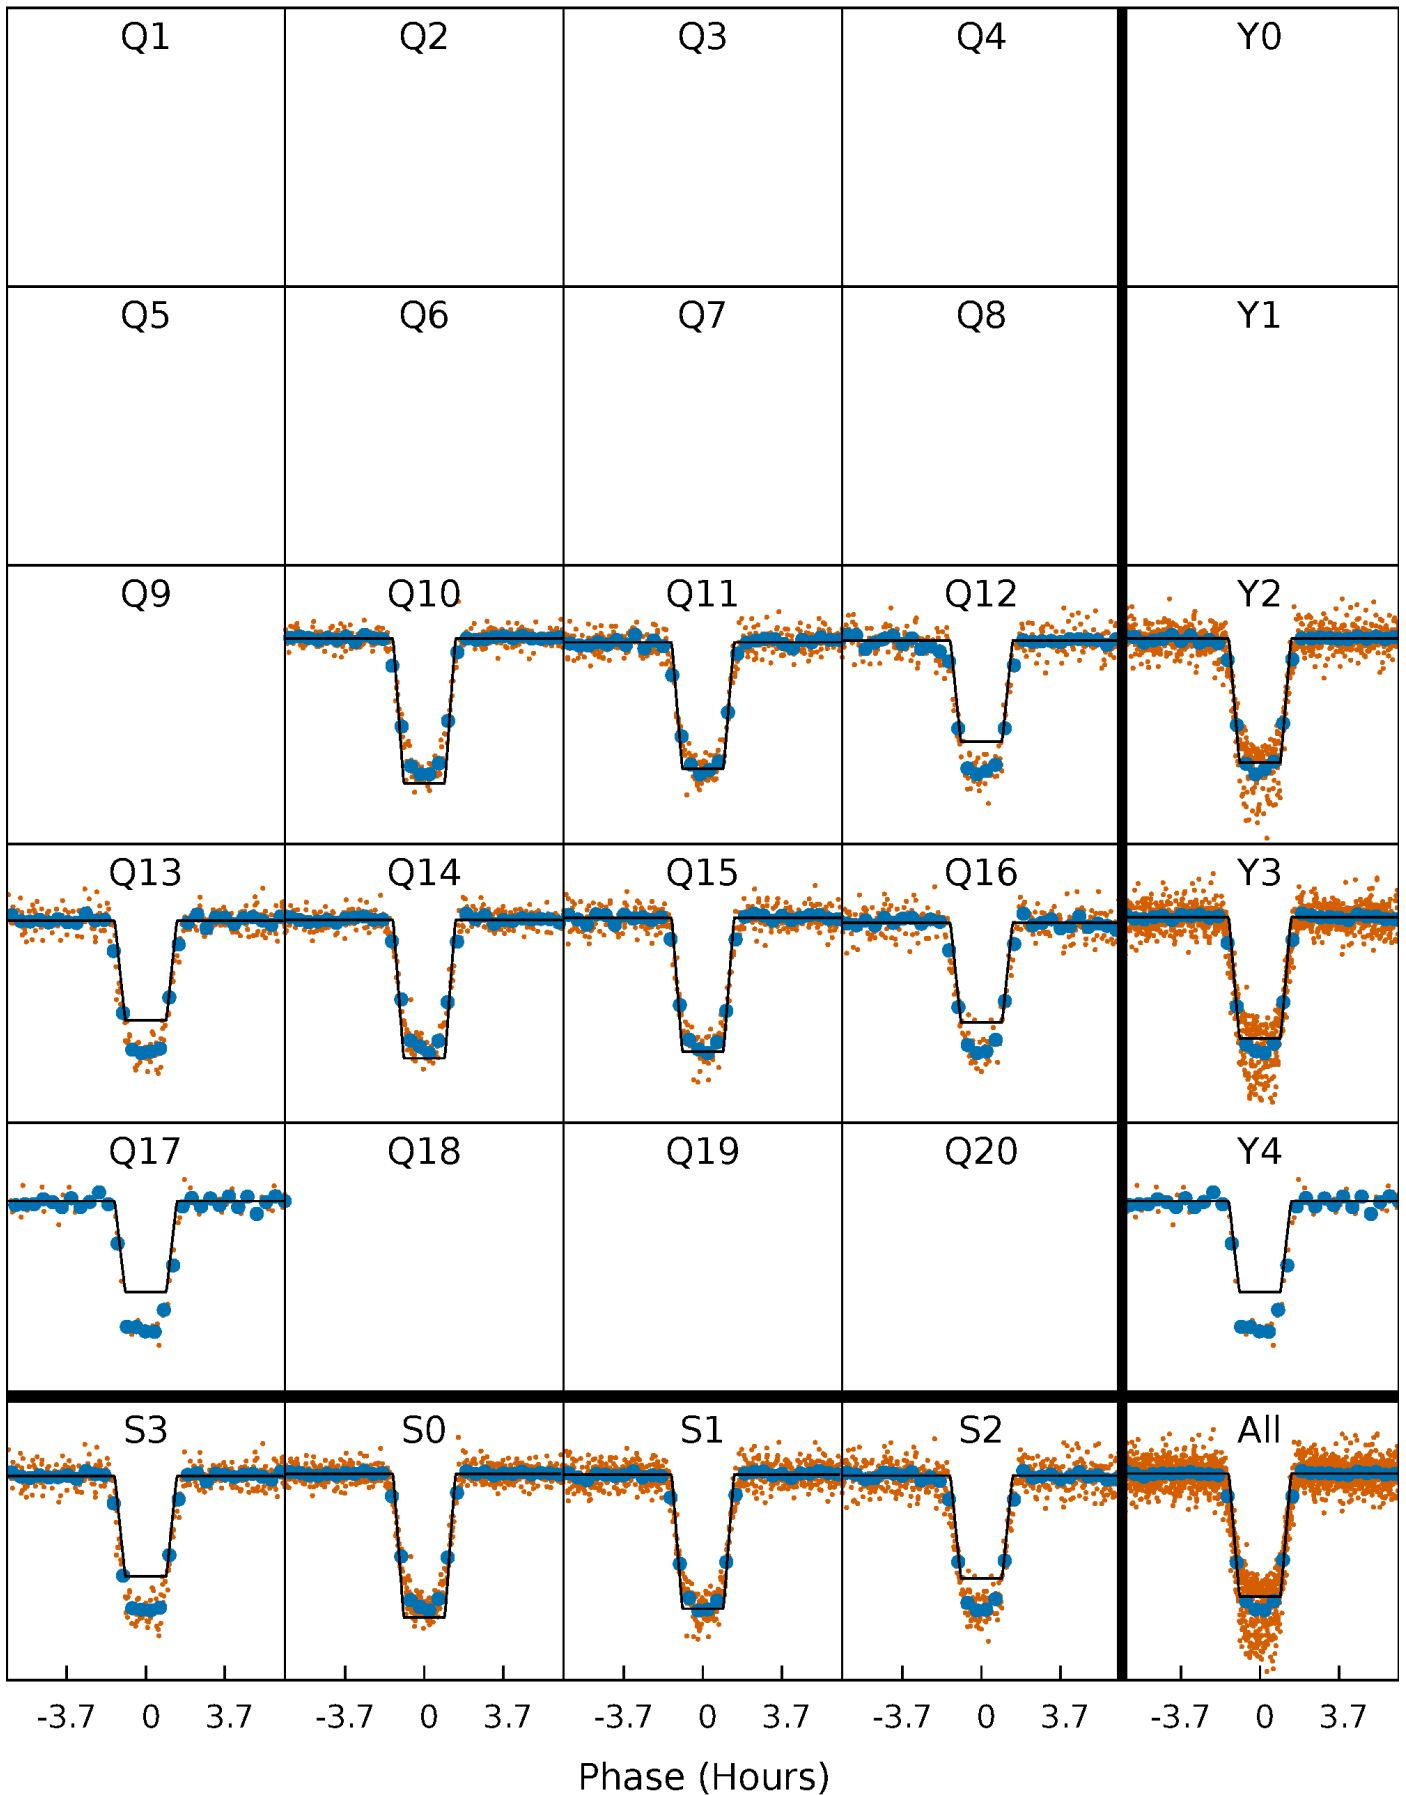 Q1 Q2 Q3 Q4 Y0
Q5 Q6 Q7 Q8 Y1
Q9 Q10 Q11 Q12 Y2
Q13 Q14 Q15 Q16 Y3
Q17 Q18 Q19 Q20 Y4
S3 S0 S1 S2 All
-3.7 0 3.7 -3.7 0 3.7 -3.7 0 3.7 -3.7 0 3.7 -3.7 0 3.7
Phase (Hours)